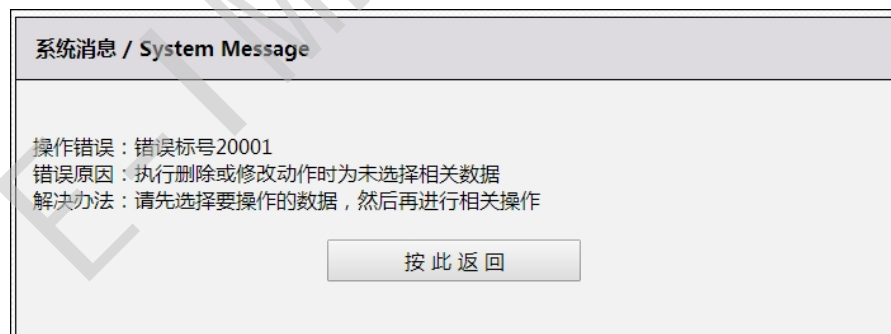 系统消息 / System Message
操作错误：错误标号20001
错误原因：执行删除或修改动作时为未选择相关数据
解决办法：请先选择要操作的数据，然后再进行相关操作
按 此 返 回